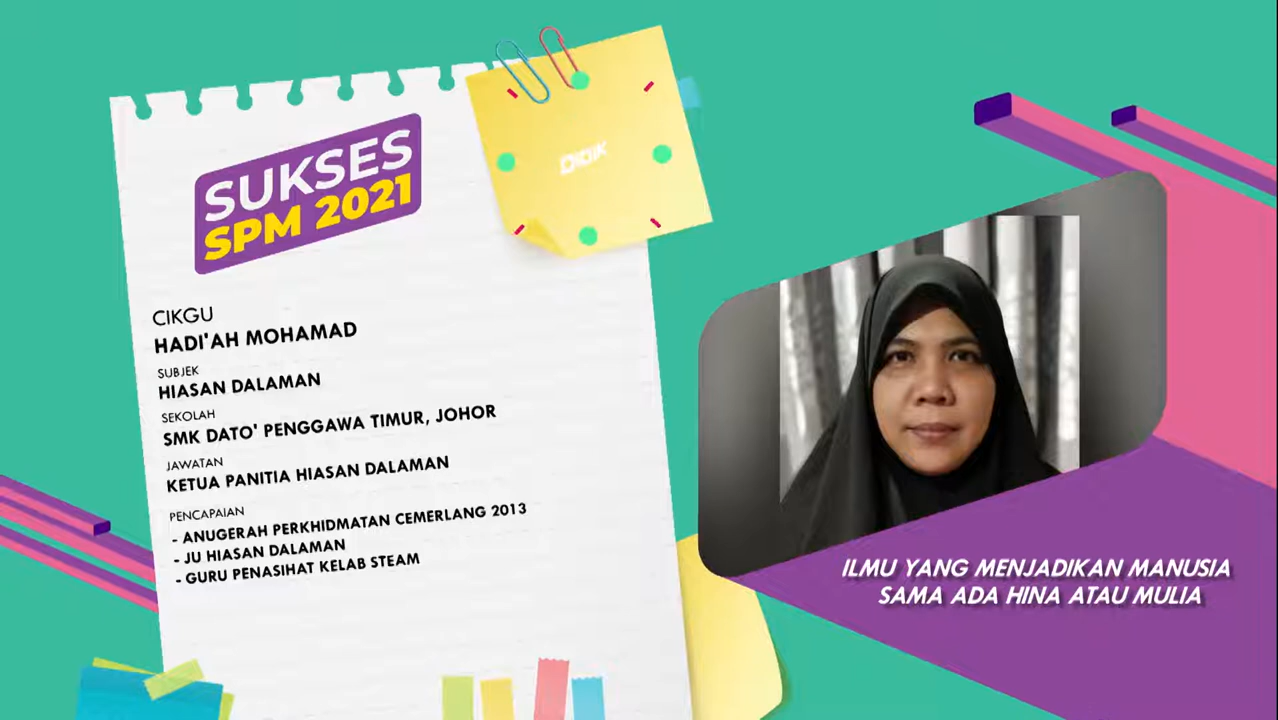 SUKSES
SPM 2021
CIKGU
HADI'AH MOHAMAD
SUBJEK
HIASAN DALAMAN
SEKOLAH
SMK DATO' PENGGAWA TIMUR, JOHOR
JAWATAN
KETUA PANITIA HIASAN DALAMAN
PENCAPAIAN
- ANUGERAH PERKHIDMATAN CEMERLANG 2013
- JU HIASAN DALAMAN
- GURU PENASIHAT KELAB STEAM
ILMU YANG MENJADIKAN MANUSIA
SAMA ADA HINA ATAU MULIA